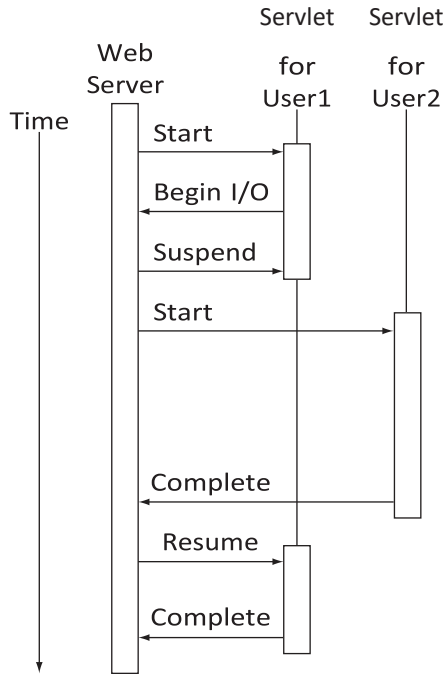 Servlet
for
User1
Servlet
for
User2
Web
Server
Time
Start
Begin I/O
Suspend
Start
Complete
Resume
Complete